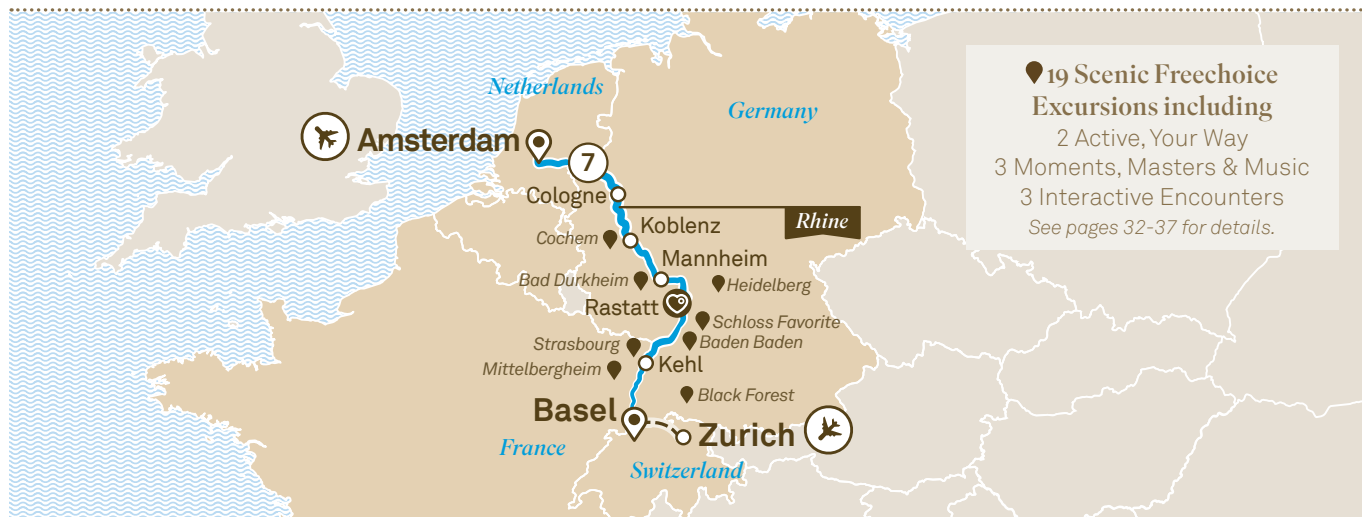 Netherlands
Germany
Amsterdam
7
Cologne
Rhine
Koblenz
Cochem
Mannheim
Bad Durkheim
Heidelberg
Rastatt
Schloss Favorite
Strasbourg
Baden Baden
Mittelbergheim
Kehl
Black Forest
Basel
Zurich
France
Switzerland
19 Scenic Freechoice
Excursions including
2 Active, Your Way
3 Moments, Masters & Music
3 Interactive Encounters
See pages 32-37 for details.